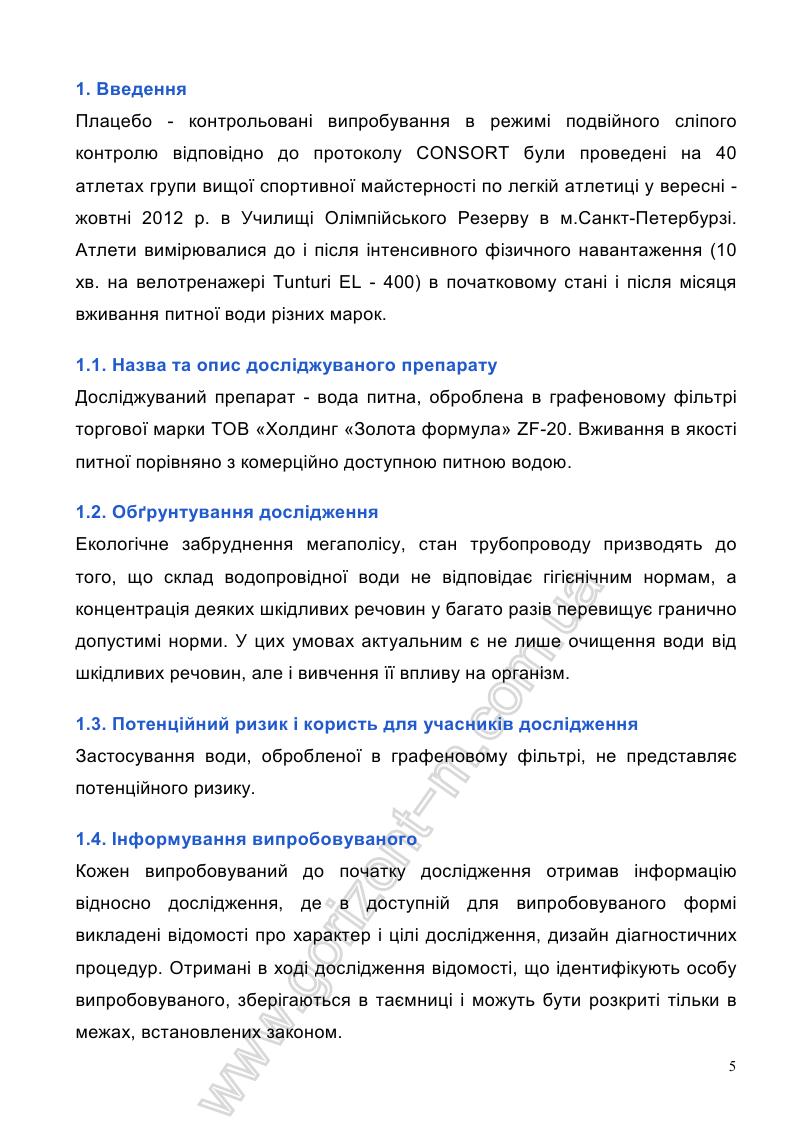 1. Введення
Плацебо - контрольовані випробування в режимі подвійного сліпого
контролю відповідно до протоколу CONSORT були проведені на 40
атлетах групи вищої спортивної майстерності по легкій атлетиці у вересні -
жовтні 2012 р. в Училищі Олімпійського Резерву в м.Санкт-Петербурзі.
Атлети вимірювалися до і після інтенсивного фізичного навантаження (10
хв. на велотренажері Tunturi EL - 400) в початковому стані і після місяця
вживання питної води різних марок.
1.1. Назва та опис досліджуваного препарату
Досліджуваний препарат - вода питна, оброблена в графеновому фільтрі
торгової марки ТОВ «Холдинг «Золота формула» ZF-20. Вживання в якості
питної порівняно з комерційно доступною питною водою.
1.2. Обґрунтування дослідження
Екологічне забруднення мегаполісу, стан трубопроводу призводять до
того, що склад водопровідної води не відповідає гігієнічним нормам, а
концентрація деяких шкідливих речовин у багато разів перевищує гранично
допустимі норми. У цих умовах актуальним є не лише очищення води від
шкідливих речовин, але і вивчення її впливу на організм.
1.3. Потенційний ризик і користь для учасників дослідження
Застосування води, обробленої в графеновому фільтрі, не представляє
потенційного ризику.
1.4. Інформування випробовуваного
Кожен випробовуваний до початку дослідження отримав інформацію
відносно дослідження, де в доступній для випробовуваного формі
викладені відомості про характер і цілі дослідження, дизайн діагностичних
процедур. Отримані в ході дослідження відомості, що ідентифікують особу
випробовуваного, зберігаються в таємниці і можуть бути розкриті тільки в
межах, встановлених законом.
5
www.gorizont-m.com.ua